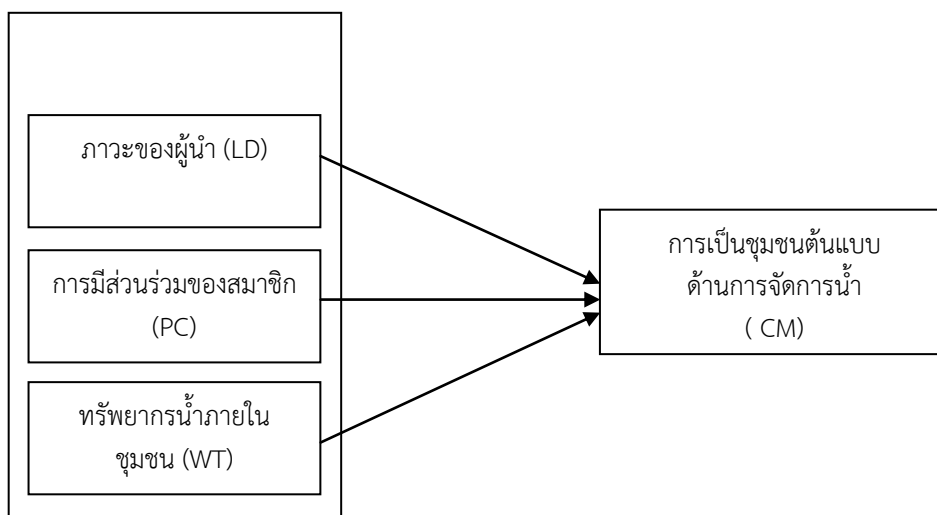 ภาวะของผู้นำ (LD)
การมีส่วนร่วมของสมาชิก
(PC)
ทรัพยากรน้ำภายใน
ชุมชน (WT)
การเป็นชุมชนต้นแบบ
ด้านการจัดการน้ำ
( CM)